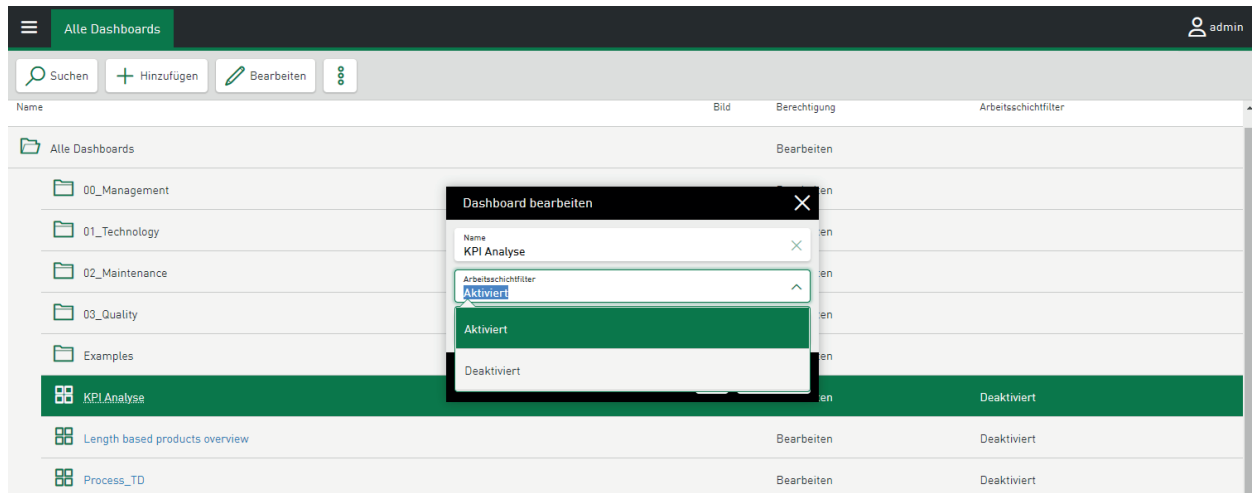 Alle Dashboards
admin
Suchen
Hinzufügen
Bearbeiten
Name Bild Berechtigung Arbeitsschichtfilter
Alle Dashboards Bearbeiten
00_Management
Dashboard bearbeiten
01_Technology
Name
KPI Analyse
02_Maintenance
Arbeitsschichtfilter
Aktiviert
03_Quality
Aktiviert
Examples
Deaktiviert
KPI Analyse Deaktiviert
Length based products overview Bearbeiten Deaktiviert
Process_TD Bearbeiten Deaktiviert